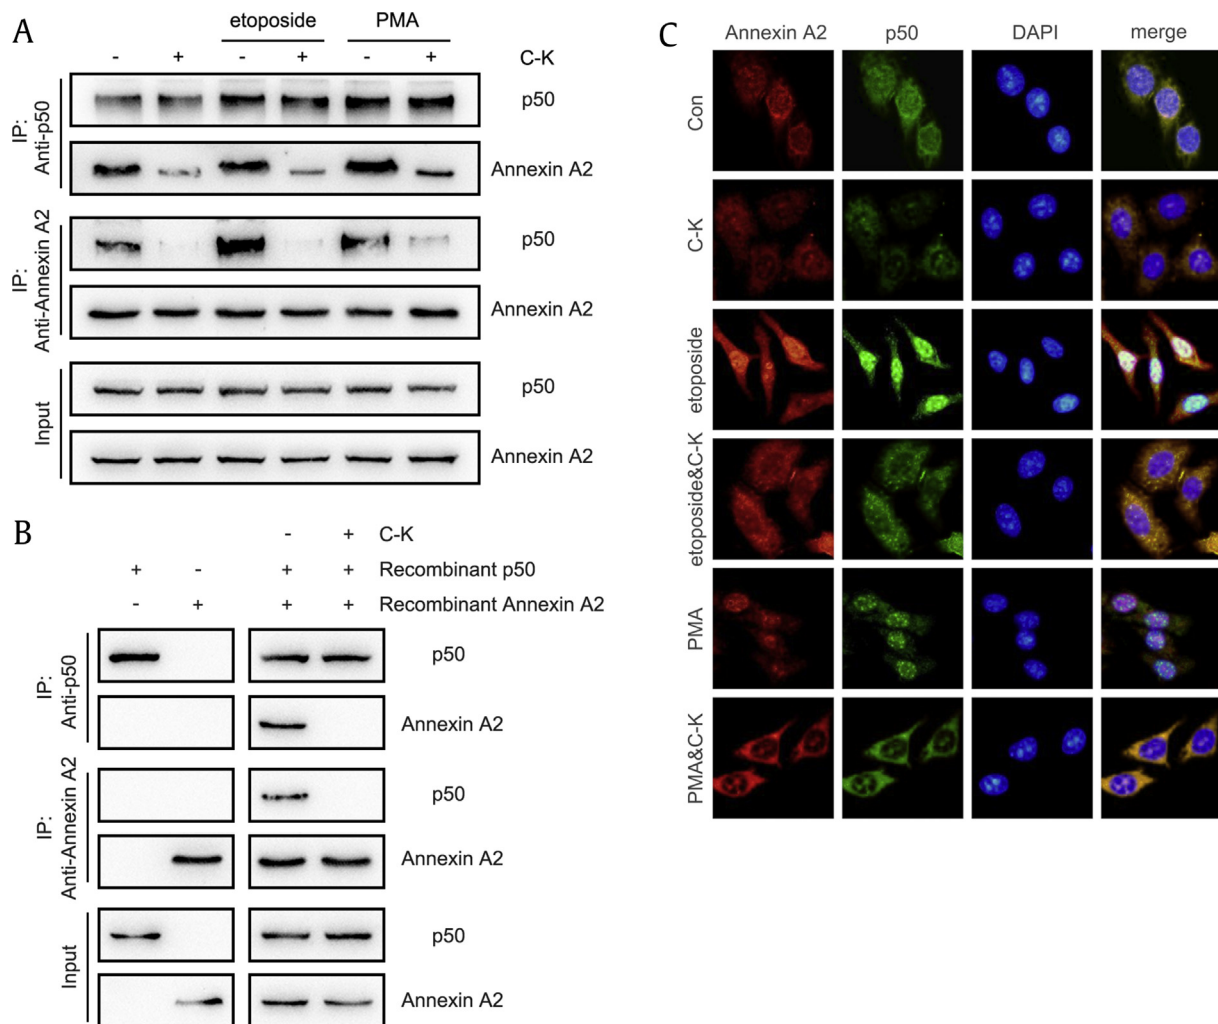 A
etoposide PMA
- + - + - + C-K
IP:
Anti-p50
p50
Annexin A2
IP:
Anti-Annexin A2
p50
Annexin A2
Input
p50
Annexin A2
B
- + C-K
+ - + + Recombinant p50
- + + + Recombinant Annexin A2
IP:
Anti-p50
p50
Annexin A2
IP:
Anti-Annexin A2
p50
Annexin A2
Input
p50
Annexin A2
C
Annexin A2 p50 DAPI merge
Con
C-K
etoposide
etoposide&C-K
PMA
PMA&C-K